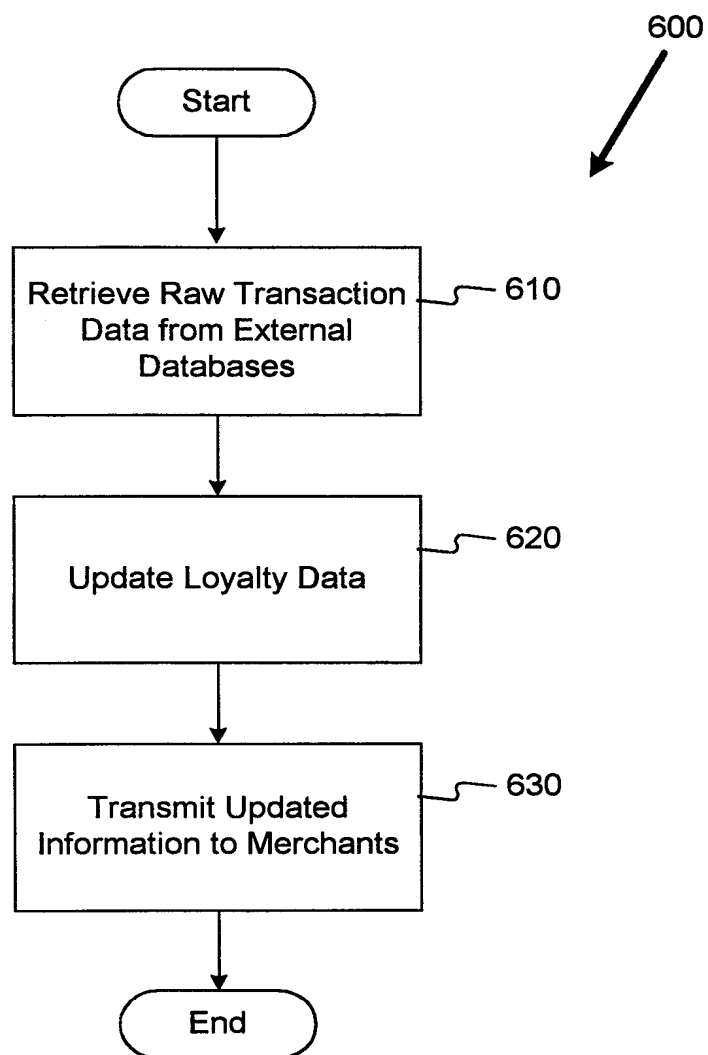 600
Start
Retrieve Raw Transaction
Data from External
Databases
610
Update Loyalty Data
620
Transmit Updated
Information to Merchants
630
End